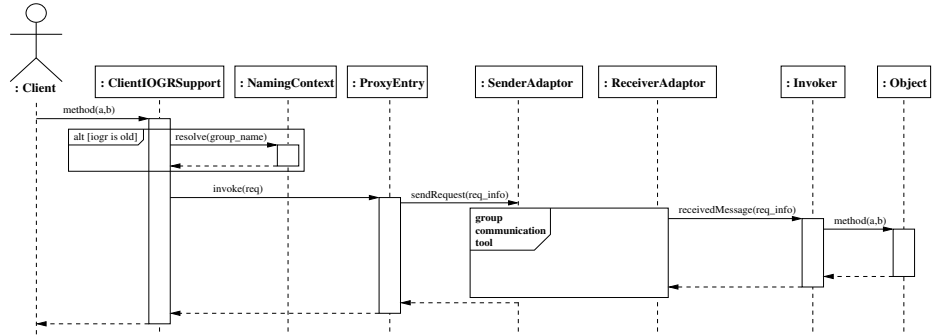 : Client
: ClientIOGRSupport
: NamingContext
: ProxyEntry
: SenderAdaptor
: ReceiverAdaptor
: Invoker
: Object
method(a,b)
alt [iogr is old]
resolve(group_name)
invoke(req)
sendRequest(req_info)
group
communication
tool
receivedMessage(req_info)
method(a,b)